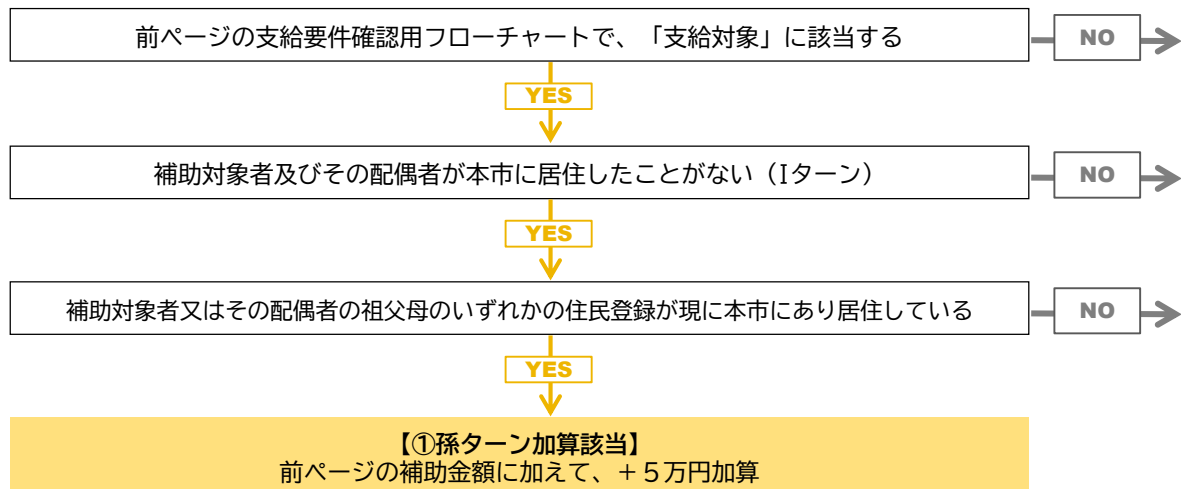 前ページの支給要件確認用フローチャートで、「支給対象」に該当する
NO
YES
補助対象者及びその配偶者が本市に居住したことがない（Iターン）
NO
YES
補助対象者又はその配偶者の祖父母のいずれかの住民登録が現に本市にあり居住している
NO
YES
【①孫ターン加算該当】
前ページの補助金額に加えて、＋５万円加算